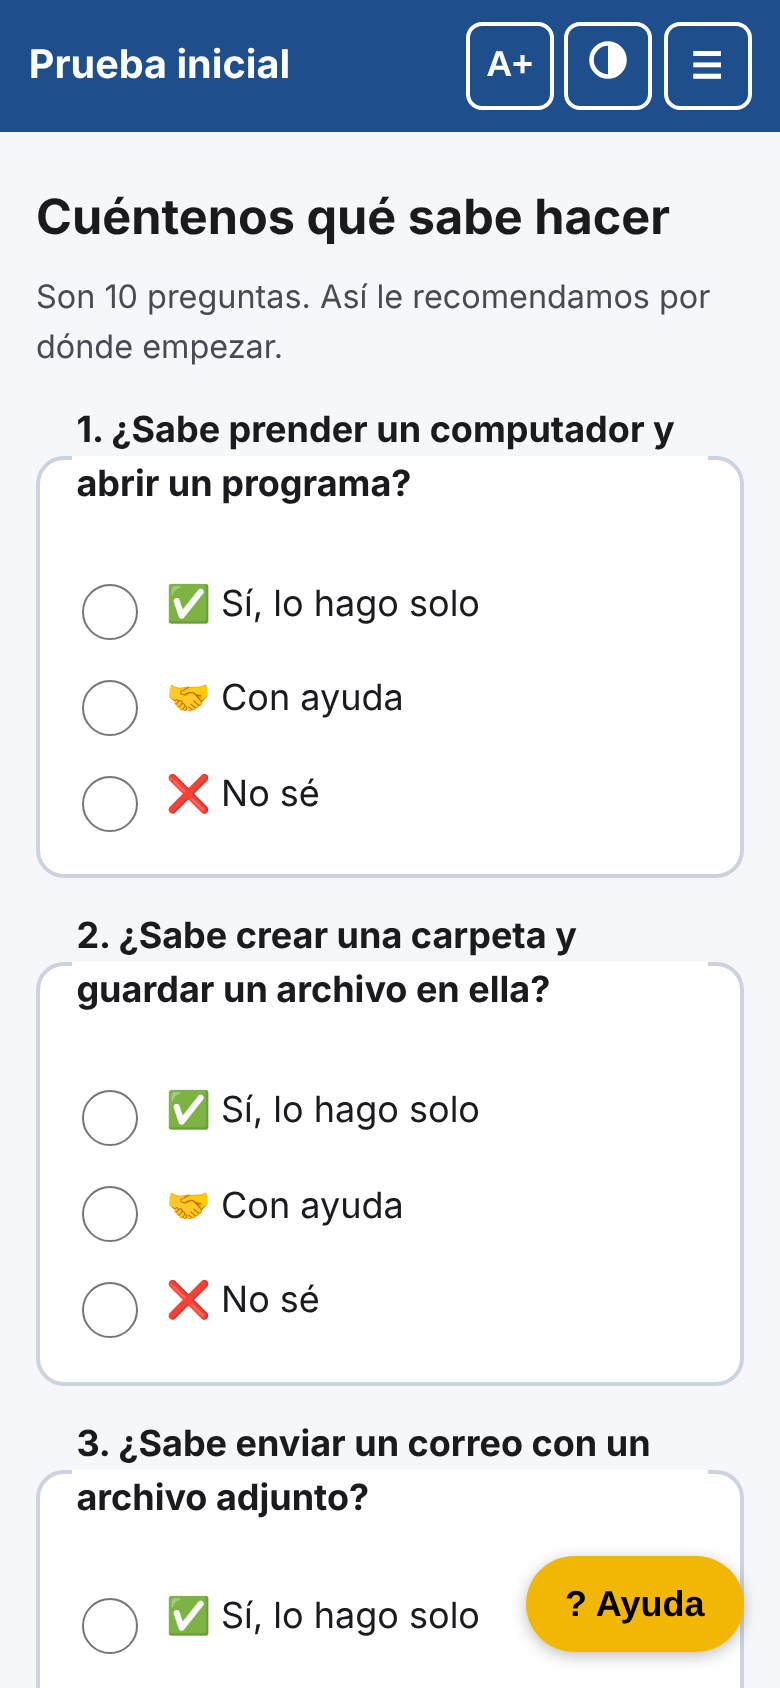 Prueba inicial
A+
Cuéntenos qué sabe hacer
Son 10 preguntas. Así le recomendamos por
dónde empezar.
1. ¿Sabe prender un computador y
abrir un programa?
✅ Sí, lo hago solo
🤝 Con ayuda
❌ No sé
2. ¿Sabe crear una carpeta y
guardar un archivo en ella?
✅ Sí, lo hago solo
🤝 Con ayuda
❌ No sé
3. ¿Sabe enviar un correo con un
archivo adjunto?
✅ Sí, lo hago solo
? Ayuda